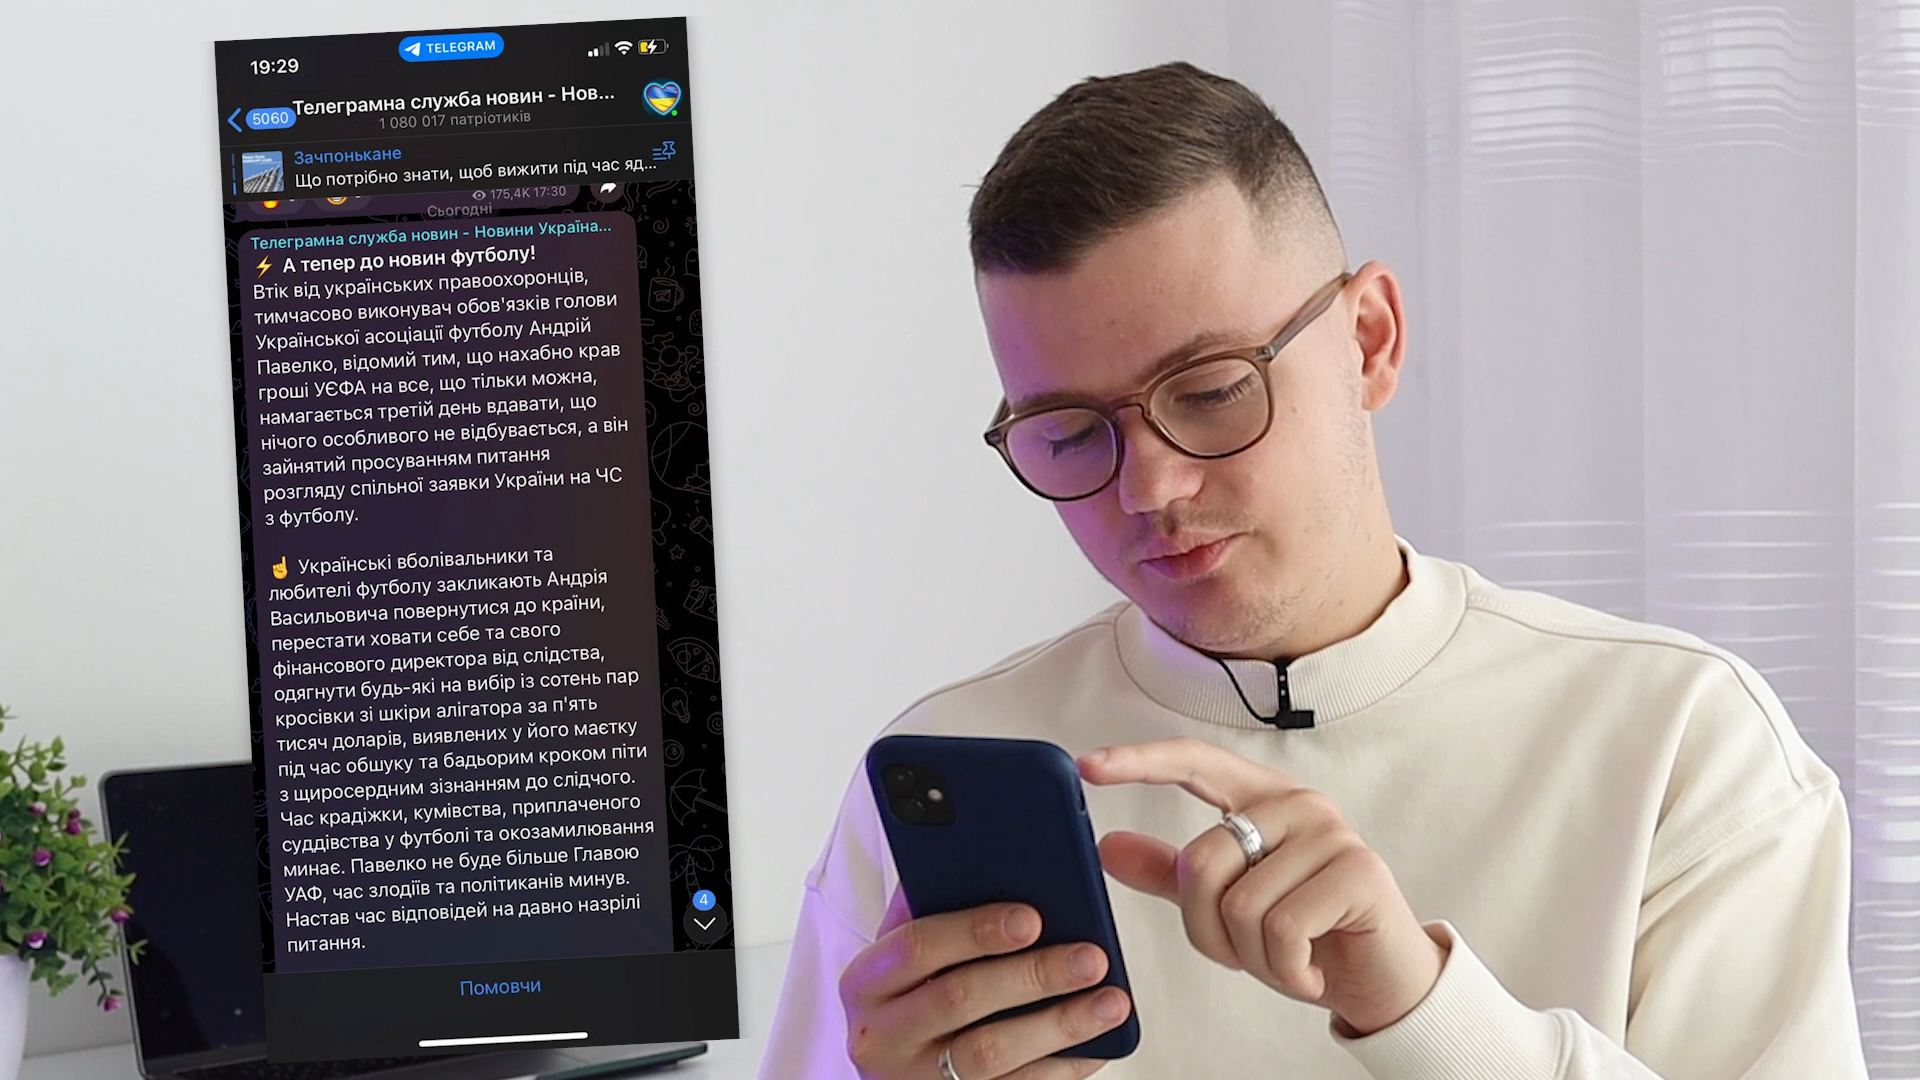 19:29
TELEGRAM
5060
Телеграмна служба новин - Нов...
1 080 017 патріотиків
Зачпонькане
Що потрібно знати, щоб вижити під час яд...
175,4K 17:30
Сьогодні
Телеграмна служба новин - Новини Україна...
⚡ А тепер до новин футболу!
Втік від українських правоохоронців,
тимчасово виконувач обов'язків голови
Української асоціації футболу Андрій
Павелко, відомий тим, що нахабно крав
гроші УЄФА на все, що тільки можна,
намагається третій день вдавати, що
нічого особливого не відбувається, а він
зайнятий просуванням питання
розгляду спільної заявки України на ЧС
з футболу.
☝ Українські вболівальники та
любителі футболу закликають Андрія
Васильовича повернутися до країни,
перестати ховати себе та свого
фінансового директора від слідства,
одягнути будь-які на вибір із сотень пар
кросівки зі шкіри алігатора за п'ять
тисяч доларів, виявлених у його маєтку
під час обшуку та бадьорим кроком піти
з щиросердним зізнанням до слідчого.
Час крадіжки, кумівства, приплаченого
суддівства у футболі та окозамилювання
минає. Павелко не буде більше Главою
УАФ, час злодіїв та політиканів минув.
Настав час відповідей на давно назрілі
питання.
4
Помовчи